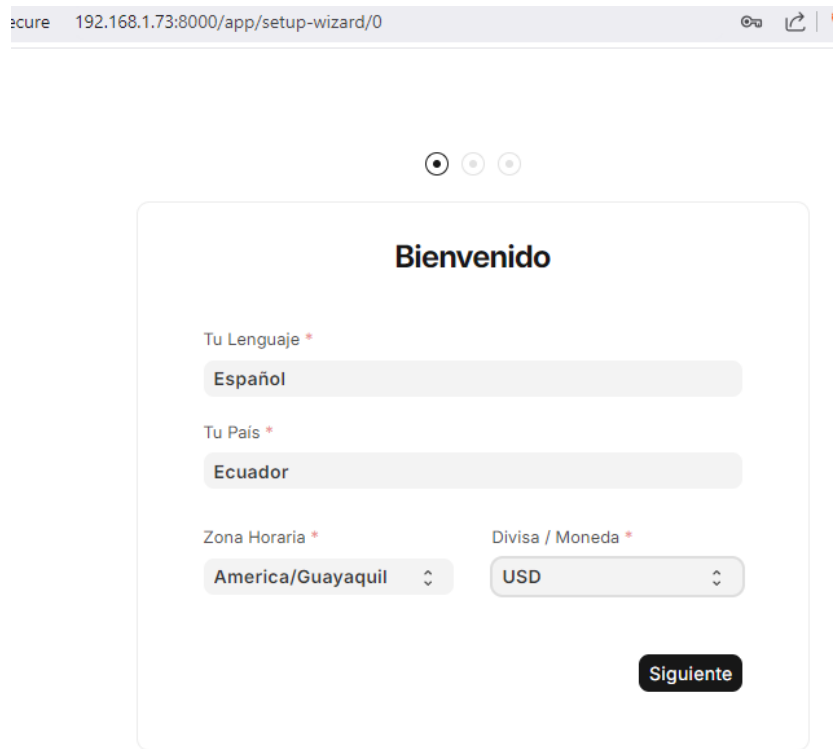 ecure 192.168.1.73:8000/app/setup-wizard/0
Bienvenido
Tu Lenguaje *
Español
Tu País *
Ecuador
Zona Horaria * Divisa / Moneda *
America/Guayaquil USD
Siguiente